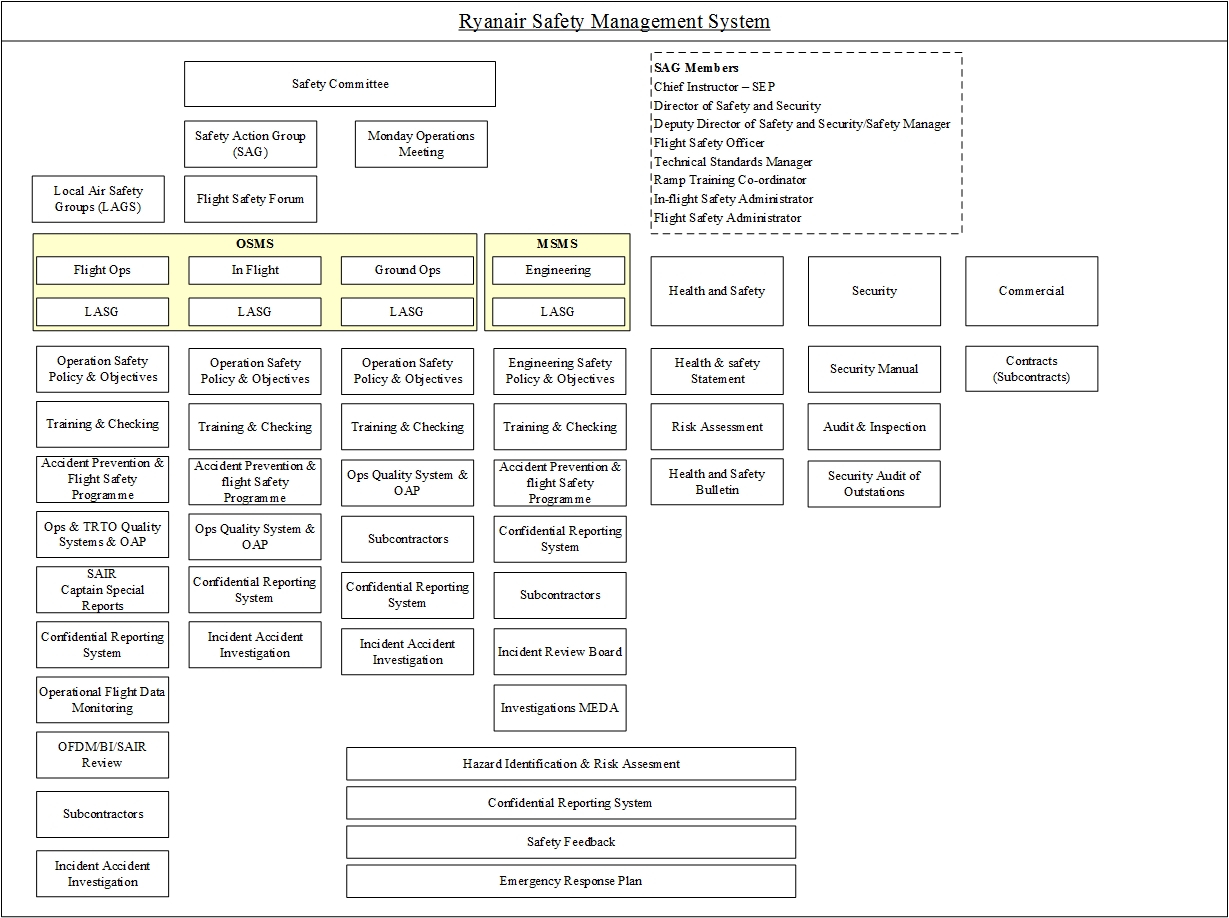 Ryanair Safety Management System
Safety Committee
SAG Members
Chief Instructor – SEP
Director of Safety and Security
Deputy Director of Safety and Security/Safety Manager
Flight Safety Officer
Technical Standards Manager
Ramp Training Co-ordinator
In-flight Safety Administrator
Flight Safety Administrator
Safety Action Group
(SAG)
Monday Operations
Meeting
Local Air Safety
Groups (LAGS)
Flight Safety Forum
OSMS
Flight Ops
In Flight
Ground Ops
LASG
LASG
LASG
MSMS
Engineering
LASG
Health and Safety
Security
Commercial
Operation Safety
Policy & Objectives
Training & Checking
Accident Prevention &
Flight Safety
Programme
Ops & TRTO Quality
Systems & OAP
SAIR
Captain Special
Reports
Confidential Reporting
System
Operational Flight Data
Monitoring
OFDM/BI/SAIR
Review
Subcontractors
Incident Accident
Investigation
Operation Safety
Policy & Objectives
Training & Checking
Accident Prevention &
flight Safety
Programme
Ops Quality System &
OAP
Confidential Reporting
System
Incident Accident
Investigation
Operation Safety
Policy & Objectives
Training & Checking
Ops Quality System &
OAP
Subcontractors
Confidential Reporting
System
Incident Accident
Investigation
Engineering Safety
Policy & Objectives
Training & Checking
Accident Prevention &
flight Safety
Programme
Confidential Reporting
System
Subcontractors
Incident Review Board
Investigations MEDA
Health & safety
Statement
Risk Assessment
Health and Safety
Bulletin
Security Manual
Audit & Inspection
Security Audit of
Outstations
Contracts
(Subcontracts)
Hazard Identification & Risk Assesment
Confidential Reporting System
Safety Feedback
Emergency Response Plan